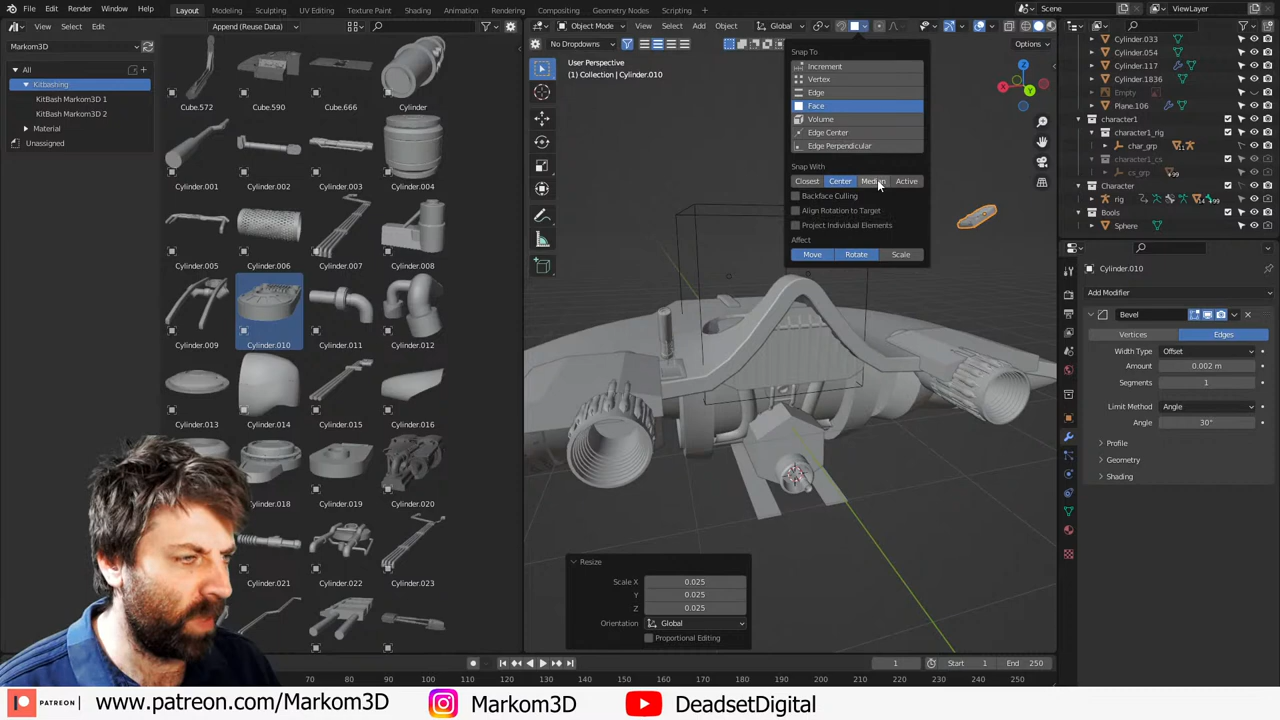 File Edit Render Window Help
Layout Modeling Sculpting UV Editing Texture Paint Shading Animation Rendering Compositing Geometry Nodes Scripting
Scene ViewLayer
View Select Edit
Append (Reuse Data)
Object Mode View Select Add Object
Global
No Dropdowns
Options
Markom3D
All
Kitbashing
KitBash Markom3D 1
KitBash Markom3D 2
Material
Unassigned
Cube.572 Cube.590 Cube.666 Cylinder
Cylinder.001 Cylinder.002 Cylinder.003 Cylinder.004
Cylinder.005 Cylinder.006 Cylinder.007 Cylinder.008
Cylinder.009 Cylinder.010 Cylinder.011 Cylinder.012
Cylinder.013 Cylinder.014 Cylinder.015 Cylinder.016
Cylinder.018 Cylinder.019 Cylinder.020
Cylinder.021 Cylinder.022 Cylinder.023
User Perspective
(1) Collection | Cylinder.010
Snap To
Increment
Vertex
Edge
Face
Volume
Edge Center
Edge Perpendicular
Snap With
Closest Center Median Active
Backface Culling
Align Rotation to Target
Project Individual Elements
Affect
Move Rotate Scale
Z
X
Y
Resize
Scale X 0.025
Y 0.025
Z 0.025
Orientation Global
Proportional Editing
Cylinder.033
Cylinder.054
Cylinder.117
Cylinder.1836
Empty
Plane.106
character1
character1_rig
char_grp
character1_cs
cs_grp 99
Character
rig
Bools
Sphere
Cylinder.010
Add Modifier
Bevel
Vertices Edges
Width Type Offset
Amount 0.002 m
Segments 1
Limit Method Angle
Angle 30°
Profile
Geometry
Shading
1 Start 1 End 250
120 130 140 150 160 170 180 190 200 210 220 230 240 250
PATREON www.patreon.com/Markom3D Markom3D DeadsetDigital